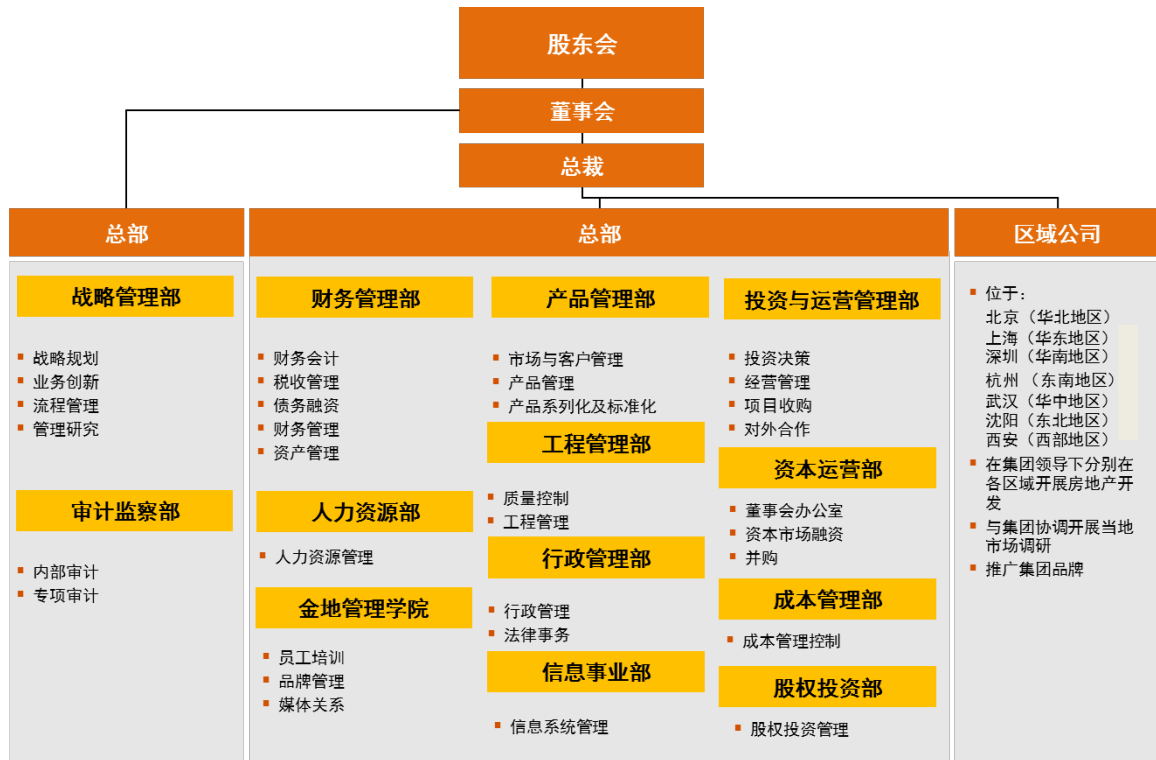 股东会
董事会
总裁
总部
战略管理部
战略规划
业务创新
流程管理
管理研究
审计监察部
内部审计
专项审计
总部
财务管理部
财务会计
税收管理
债务融资
财务管理
资产管理
人力资源部
人力资源管理
金地管理学院
员工培训
品牌管理
媒体关系
产品管理部
市场与客户管理
产品管理
产品系列化及标准化
工程管理部
质量控制
工程管理
行政管理部
行政管理
法律事务
信息事业部
信息系统管理
投资与运营管理部
投资决策
经营管理
项目收购
对外合作
资本运营部
董事会办公室
资本市场融资
并购
成本管理部
成本管理控制
股权投资部
股权投资管理
区域公司
位于：
北京（华北地区）
上海（华东地区）
深圳（华南地区）
杭州（东南地区）
武汉（华中地区）
沈阳（东北地区）
西安（西部地区）
在集团领导下分别在
各区域开展房地产开
发
与集团协调开展当地
市场调研
推广集团品牌